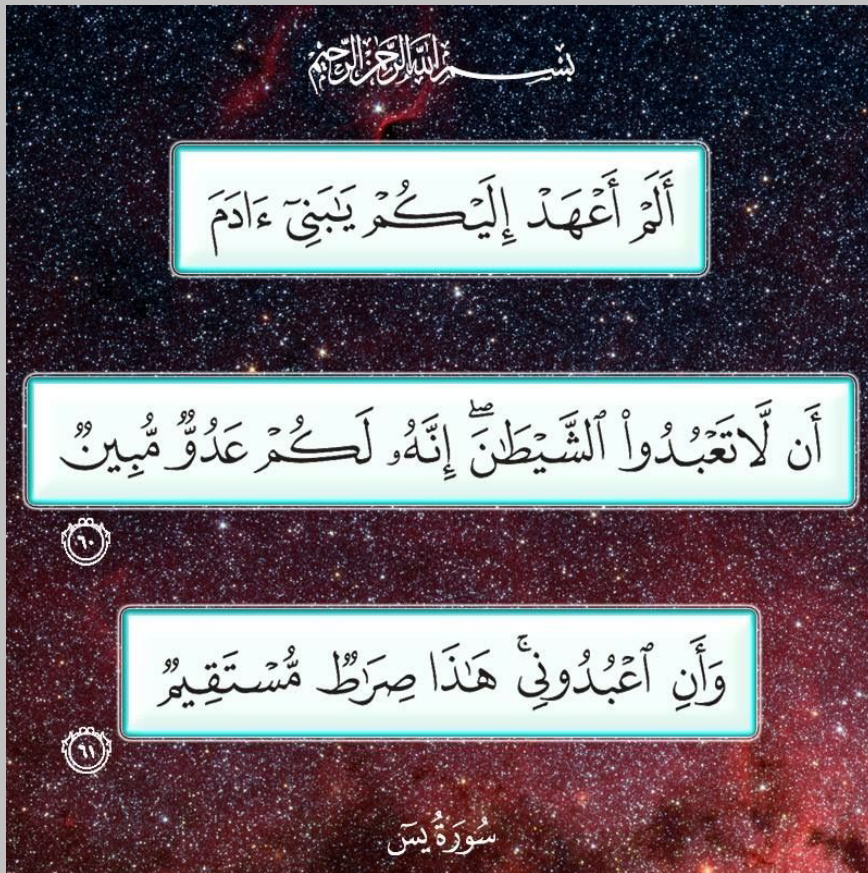 بِسْمِ اللَّهِ الرَّحْمَٰنِ الرَّحِيمِ
أَلَمْ أَعْهَدْ إِلَيْكُمْ يَٰبَنِىٓ ءَادَمَ
أَن لَّا تَعْبُدُوا۟ ٱلشَّيْطَٰنَ ۖ إِنَّهُۥ لَكُمْ عَدُوٌّ مُّبِينٌ
٦٠
وَأَنِ ٱعْبُدُونِى ۚ هَٰذَا صِرَٰطٌ مُّسْتَقِيمٌ
٦١
سُورَةُ يسٓ